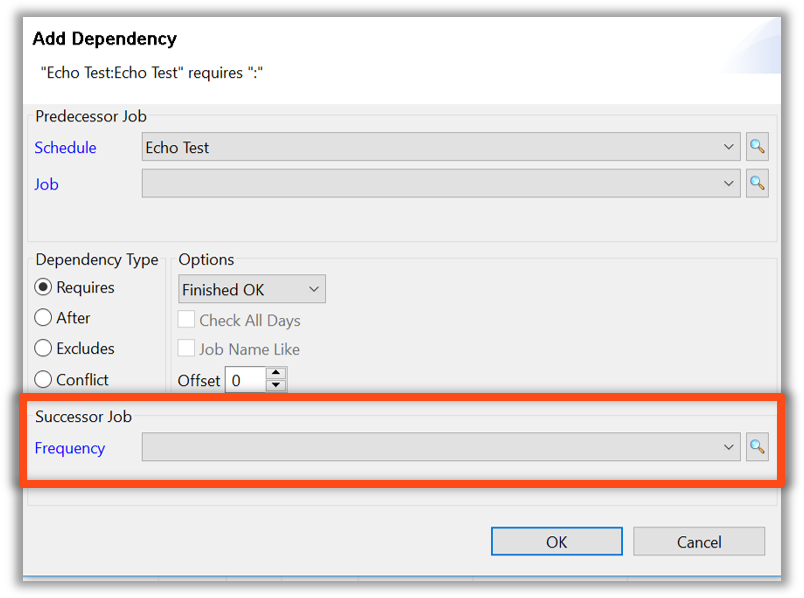 Add Dependency
"Echo Test:Echo Test" requires ":"
Predecessor Job
Schedule Echo Test
Job
Dependency Type Options
Requires Finished OK
After Check All Days
Excludes Job Name Like
Conflict Offset 0
Successor Job
Frequency
OK Cancel